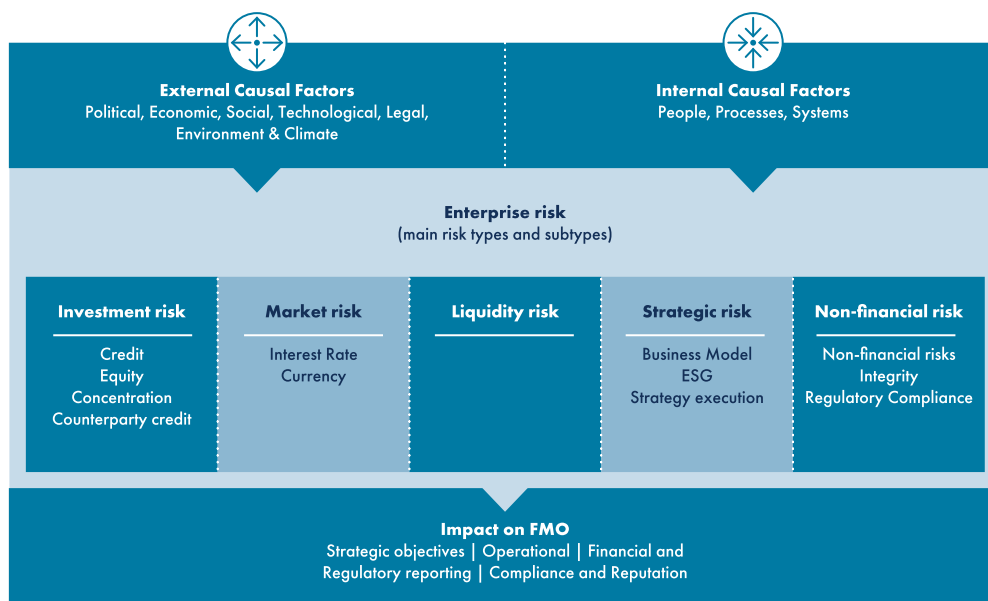 External Causal Factors
Political, Economic, Social, Technological, Legal,
Environment & Climate
Internal Causal Factors
People, Processes, Systems
Enterprise risk
(main risk types and subtypes)
Investment risk
Credit
Equity
Concentration
Counterparty credit
Market risk
Interest Rate
Currency
Liquidity risk
Strategic risk
Business Model
ESG
Strategy execution
Non-financial risk
Non-financial risks
Integrity
Regulatory Compliance
Impact on FMO
Strategic objectives | Operational | Financial and
Regulatory reporting | Compliance and Reputation